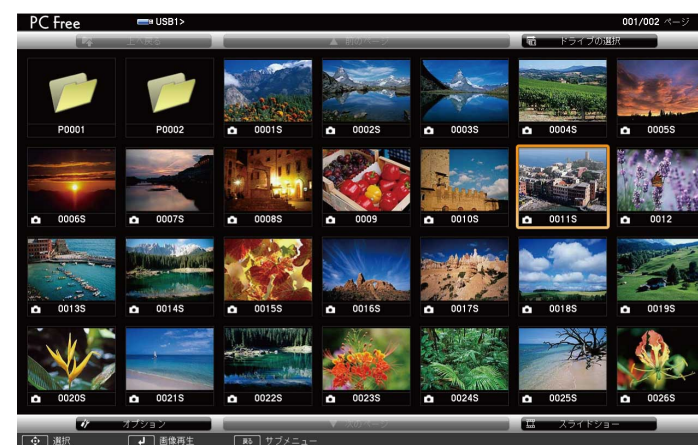 PC Free USB1> 001/002 ページ
上へ戻る ▲ 前のページ ドライブの選択
P0001 P0002 0001S 0002S 0003S 0004S 0005S
0006S 0007S 0008S 0009 0010S 0011S 0012
0013S 0014S 0015S 0016S 0017S 0018S 0019S
0020S 0021S 0022S 0023S 0024S 0025S 0026S
オプション ▼ 次のページ スライドショー
選択 画像再生 戻る サブメニュー